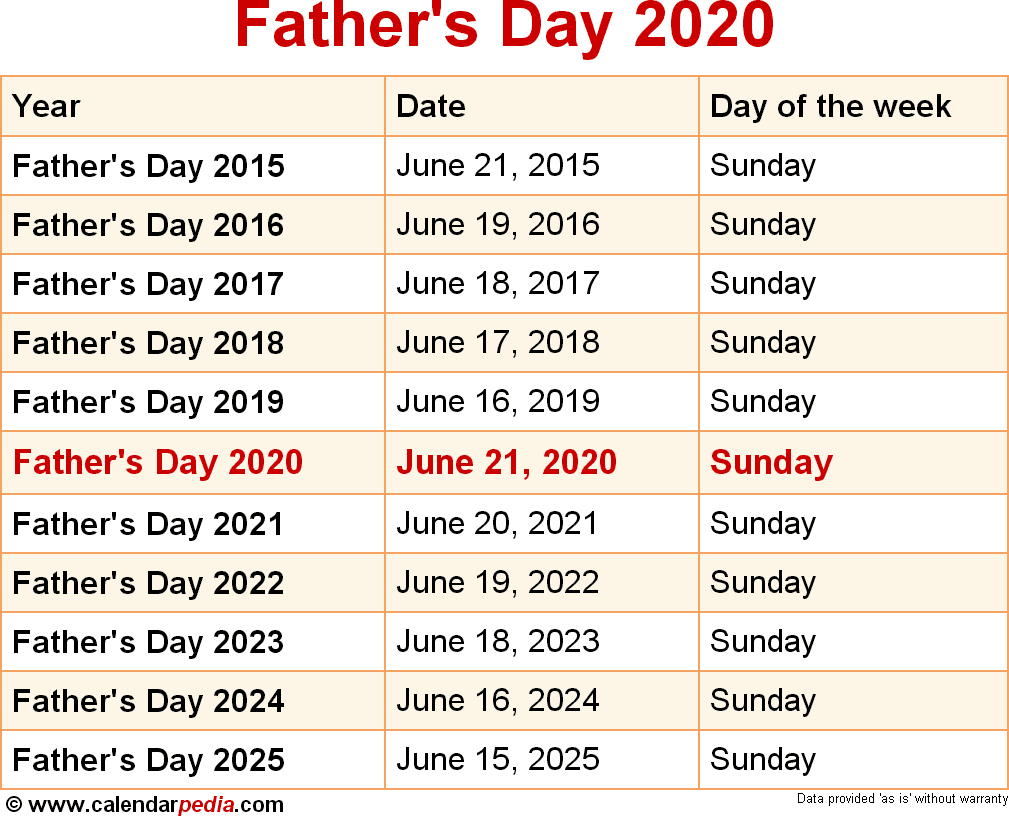 Father's Day 2020
Year Date Day of the week
Father's Day 2015 June 21, 2015 Sunday
Father's Day 2016 June 19, 2016 Sunday
Father's Day 2017 June 18, 2017 Sunday
Father's Day 2018 June 17, 2018 Sunday
Father's Day 2019 June 16, 2019 Sunday
Father's Day 2020 June 21, 2020 Sunday
Father's Day 2021 June 20, 2021 Sunday
Father's Day 2022 June 19, 2022 Sunday
Father's Day 2023 June 18, 2023 Sunday
Father's Day 2024 June 16, 2024 Sunday
Father's Day 2025 June 15, 2025 Sunday
© www.calendarpedia.com Data provided 'as is' without warranty